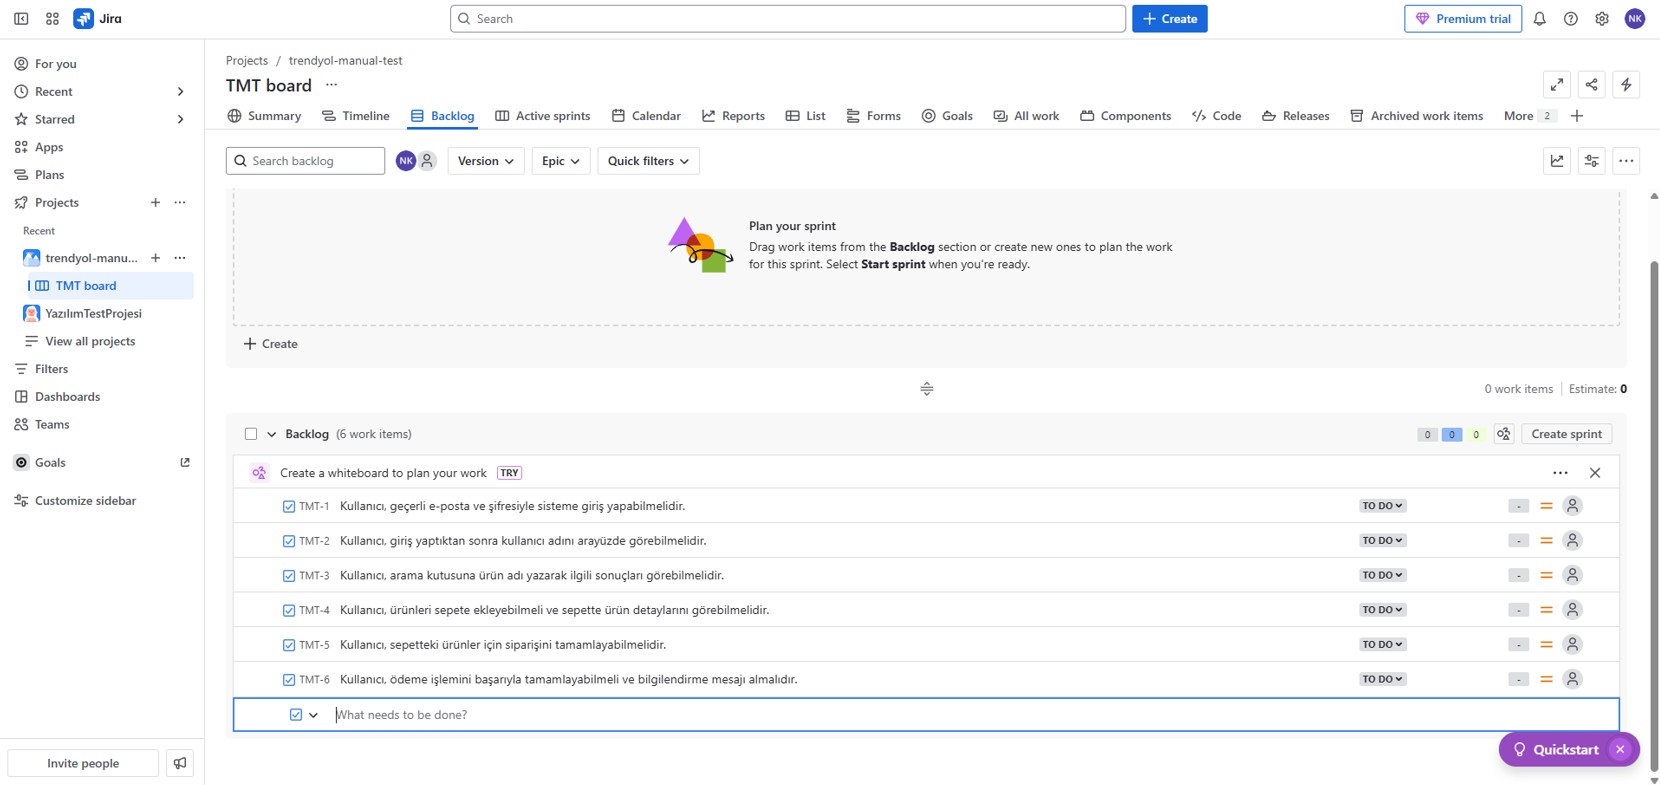 Jira
Search
Create
Premium trial
NK
For you
Recent
Starred
Apps
Plans
Projects
Recent
trendyol-manu...
TMT board
YazılımTestProjesi
View all projects
Filters
Dashboards
Teams
Goals
Customize sidebar
Invite people
Projects / trendyol-manual-test
TMT board
Summary Timeline Backlog Active sprints Calendar Reports List Forms Goals All work Components Code Releases Archived work items More 2
Search backlog NK Version Epic Quick filters
Plan your sprint
Drag work items from the Backlog section or create new ones to plan the work
for this sprint. Select Start sprint when you're ready.
Create
0 work items Estimate: 0
Backlog (6 work items) 0 0 0 Create sprint
Create a whiteboard to plan your work TRY
TMT-1 Kullanıcı, geçerli e-posta ve şifresiyle sisteme giriş yapabilmelidir. TO DO -
TMT-2 Kullanıcı, giriş yaptıktan sonra kullanıcı adını arayüzde görebilmelidir. TO DO -
TMT-3 Kullanıcı, arama kutusuna ürün adı yazarak ilgili sonuçları görebilmelidir. TO DO -
TMT-4 Kullanıcı, ürünleri sepete ekleyebilmeli ve sepette ürün detaylarını görebilmelidir. TO DO -
TMT-5 Kullanıcı, sepetteki ürünler için siparişini tamamlayabilmelidir. TO DO -
TMT-6 Kullanıcı, ödeme işlemini başarıyla tamamlayabilmeli ve bilgilendirme mesajı almalıdır. TO DO -
What needs to be done?
Quickstart